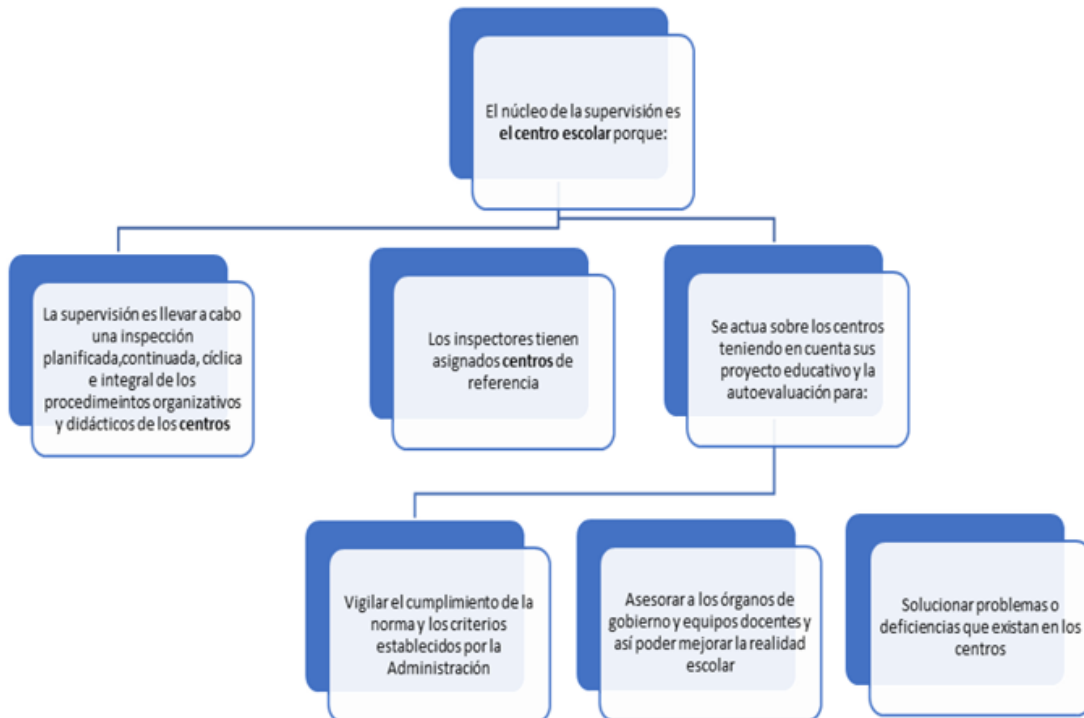 El núcleo de la supervisión es
el centro escolar porque:
La supervisión es llevar a cabo
una inspección
planificada,continuada, cíclica
e integral de los
procedimeintos organizativos
y didácticos de los centros
Los inspectores tienen
asignados centros de
referencia
Se actua sobre los centros
teniendo en cuenta sus
proyecto educativo y la
autoevaluación para:
Vigilar el cumplimiento de la
norma y los criterios
establecidos por la
Administración
Asesorar a los órganos de
gobierno y equipos docentes y
así poder mejorar la realidad
escolar
Solucionar problemas o
deficiencias que existan en los
centros